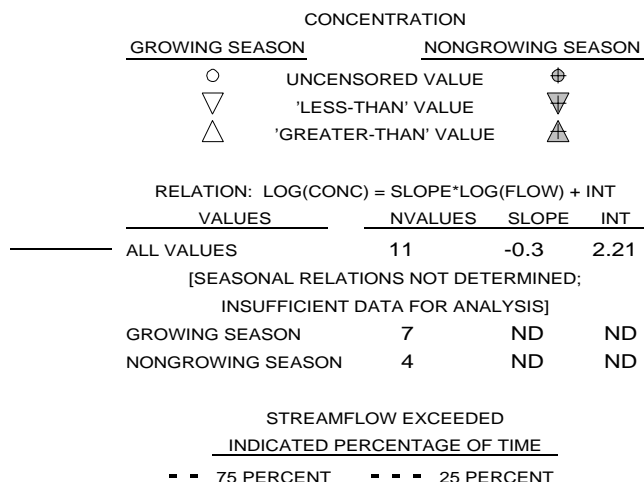 CONCENTRATION
GROWING SEASON NONGROWING SEASON
UNCENSORED VALUE
'LESS-THAN' VALUE
'GREATER-THAN' VALUE
RELATION: LOG(CONC) = SLOPE*LOG(FLOW) + INT
VALUES NVALUES SLOPE INT
ALL VALUES 11 -0.3 2.21
[SEASONAL RELATIONS NOT DETERMINED;
INSUFFICIENT DATA FOR ANALYSIS]
GROWING SEASON 7 ND ND
NONGROWING SEASON 4 ND ND
STREAMFLOW EXCEEDED
INDICATED PERCENTAGE OF TIME
75 PERCENT 25 PERCENT